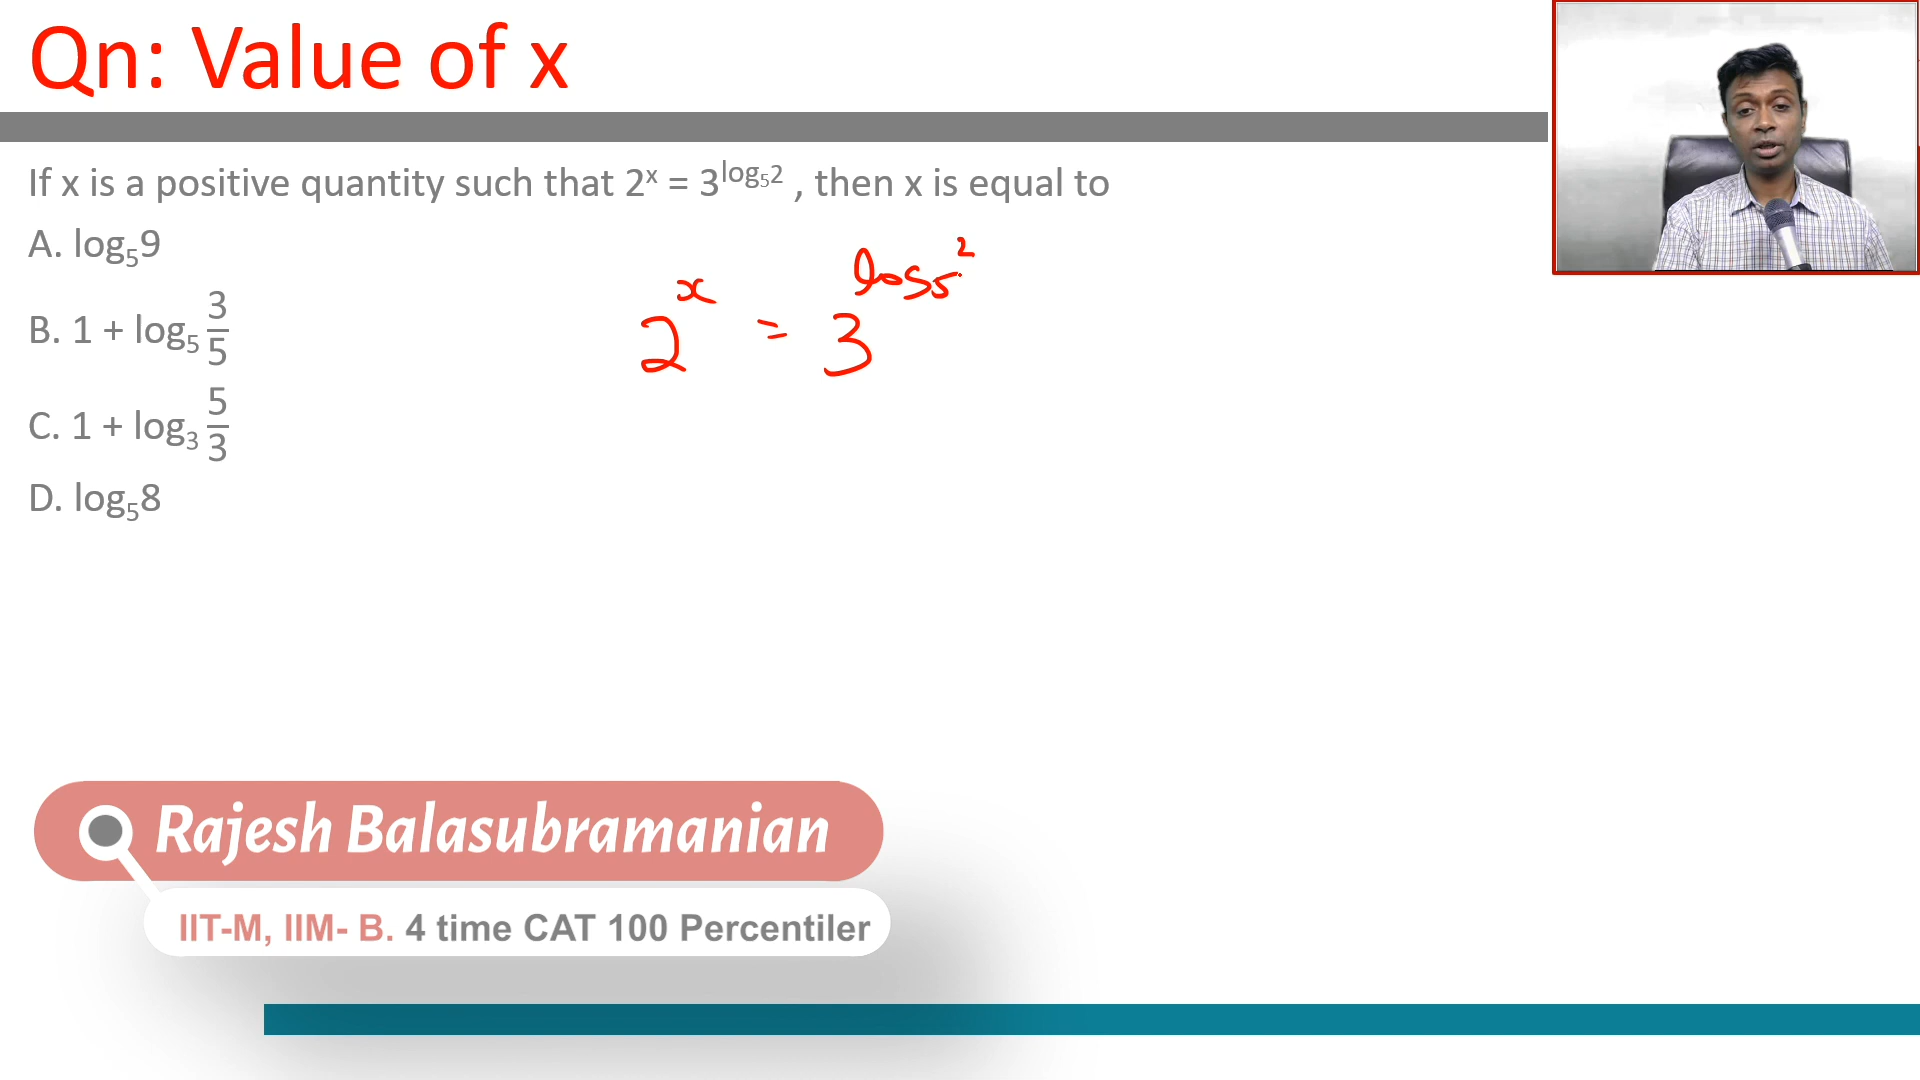 Qn: Value of x
If x is a positive quantity such that 2ˣ = 3^(log₅2) , then x is equal to
A. log₅9
B. 1 + log₅ 3/5
C. 1 + log₃ 5/3
D. log₅8
2ˣ = 3^(log₅2)
Rajesh Balasubramanian
IIT-M, IIM- B. 4 time CAT 100 Percentiler